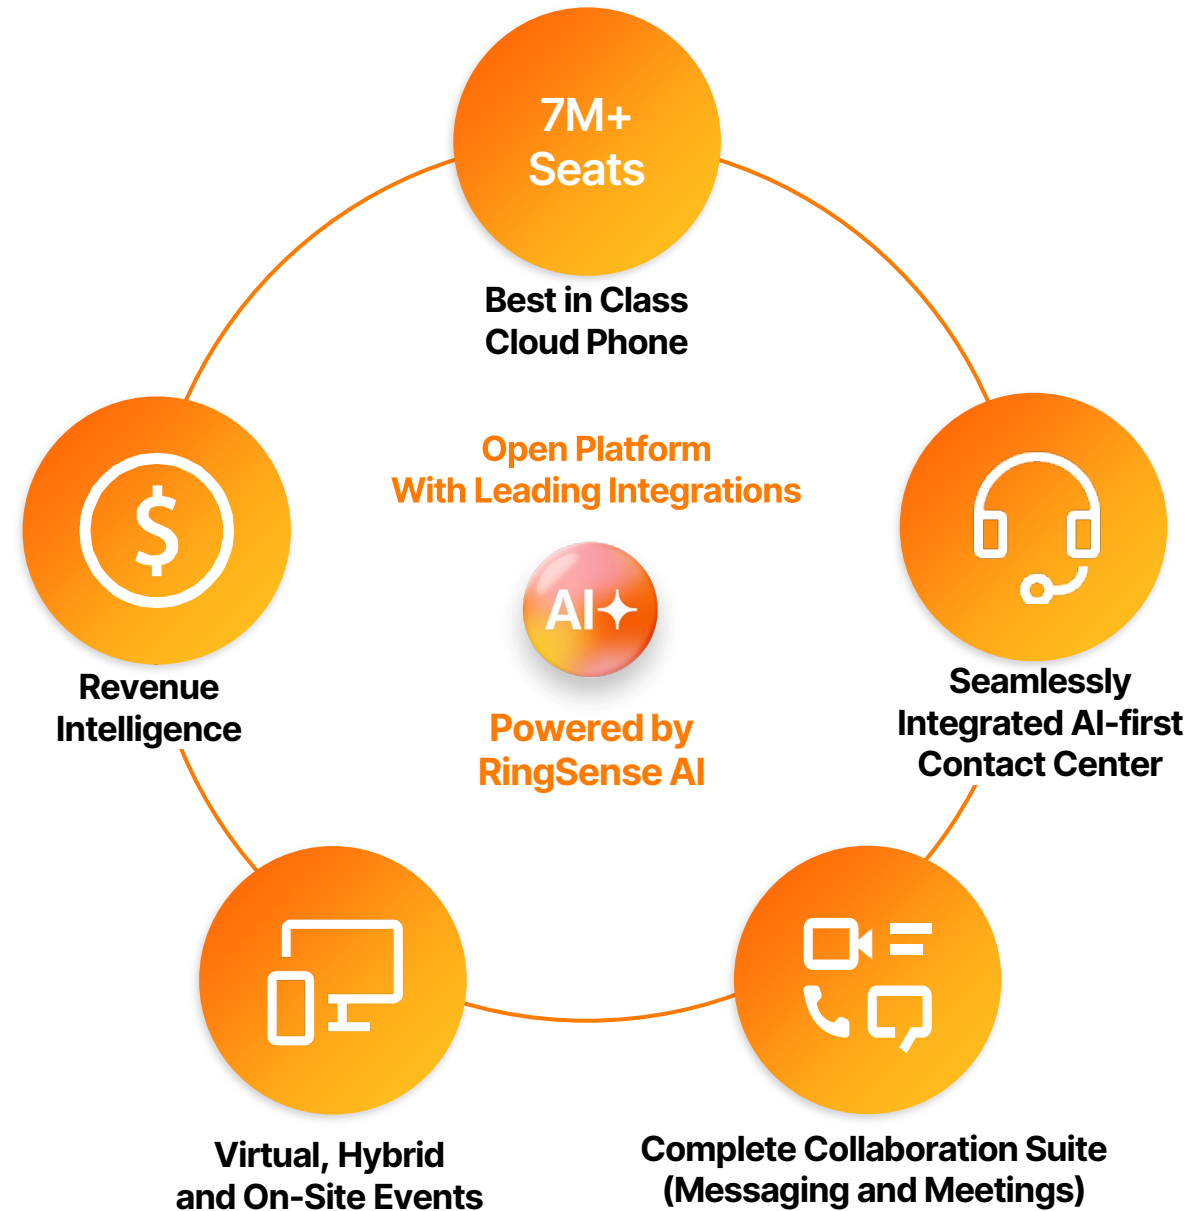 7M+
Seats
Best in Class
Cloud Phone
Open Platform
With Leading Integrations
AI
Powered by
RingSense AI
Revenue
Intelligence
Seamlessly
Integrated AI-first
Contact Center
Virtual, Hybrid
and On-Site Events
Complete Collaboration Suite
(Messaging and Meetings)